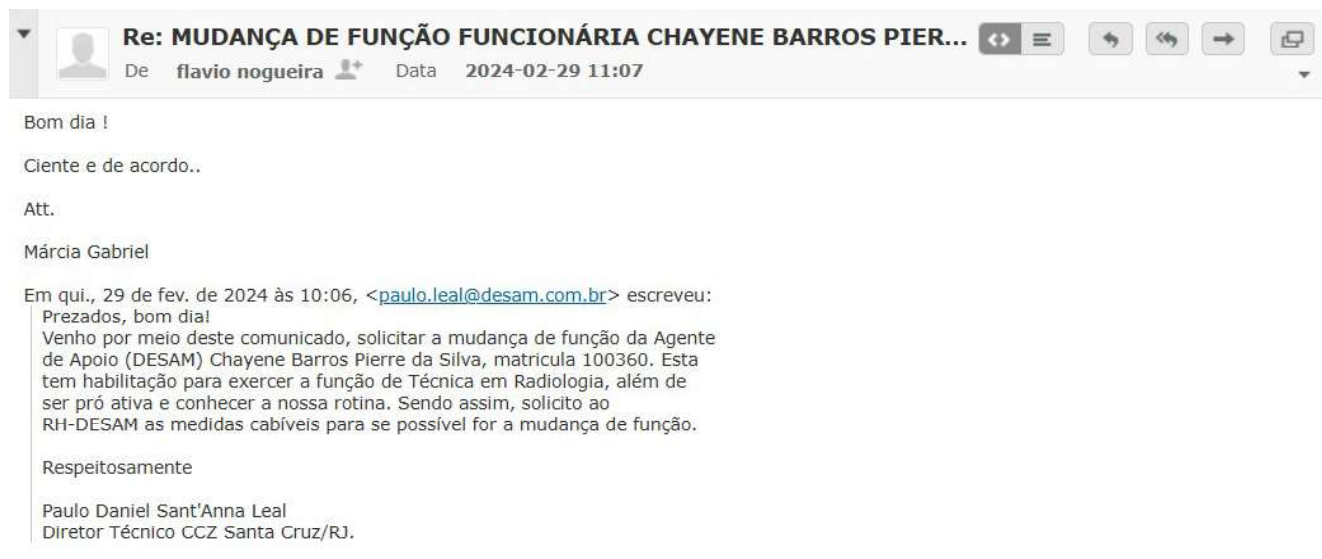 Re: MUDANÇA DE FUNÇÃO FUNCIONÁRIA CHAYENE BARROS PIER...
De flavio nogueira Data 2024-02-29 11:07
Bom dia !
Ciente e de acordo..
Att.
Márcia Gabriel
Em qui., 29 de fev. de 2024 às 10:06, <paulo.leal@desam.com.br> escreveu:
Prezados, bom dia!
Venho por meio deste comunicado, solicitar a mudança de função da Agente
de Apoio (DESAM) Chayene Barros Pierre da Silva, matricula 100360. Esta
tem habilitação para exercer a função de Técnica em Radiologia, além de
ser pró ativa e conhecer a nossa rotina. Sendo assim, solicito ao
RH-DESAM as medidas cabíveis para se possível for a mudança de função.
Respeitosamente
Paulo Daniel Sant'Anna Leal
Diretor Técnico CCZ Santa Cruz/RJ.